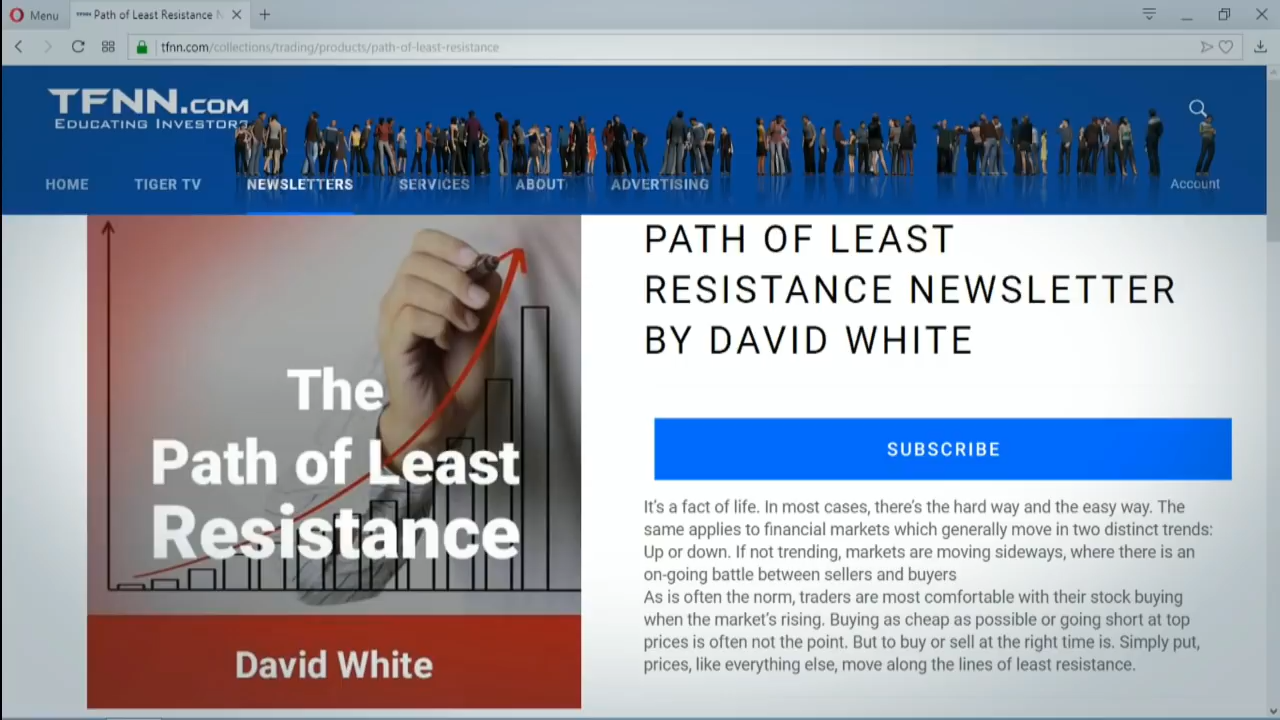 Menu
Path of Least Resistance
tfnn.com/collections/trading/products/path-of-least-resistance
TFNN.COM
EDUCATING INVESTORS
HOME
TIGER TV
NEWSLETTERS
SERVICES
ABOUT
ADVERTISING
Account
The
Path of Least
Resistance
David White
PATH OF LEAST
RESISTANCE NEWSLETTER
BY DAVID WHITE
SUBSCRIBE
It's a fact of life. In most cases, there's the hard way and the easy way. The
same applies to financial markets which generally move in two distinct trends:
Up or down. If not trending, markets are moving sideways, where there is an
on-going battle between sellers and buyers
As is often the norm, traders are most comfortable with their stock buying
when the market's rising. Buying as cheap as possible or going short at top
prices is often not the point. But to buy or sell at the right time is. Simply put,
prices, like everything else, move along the lines of least resistance.